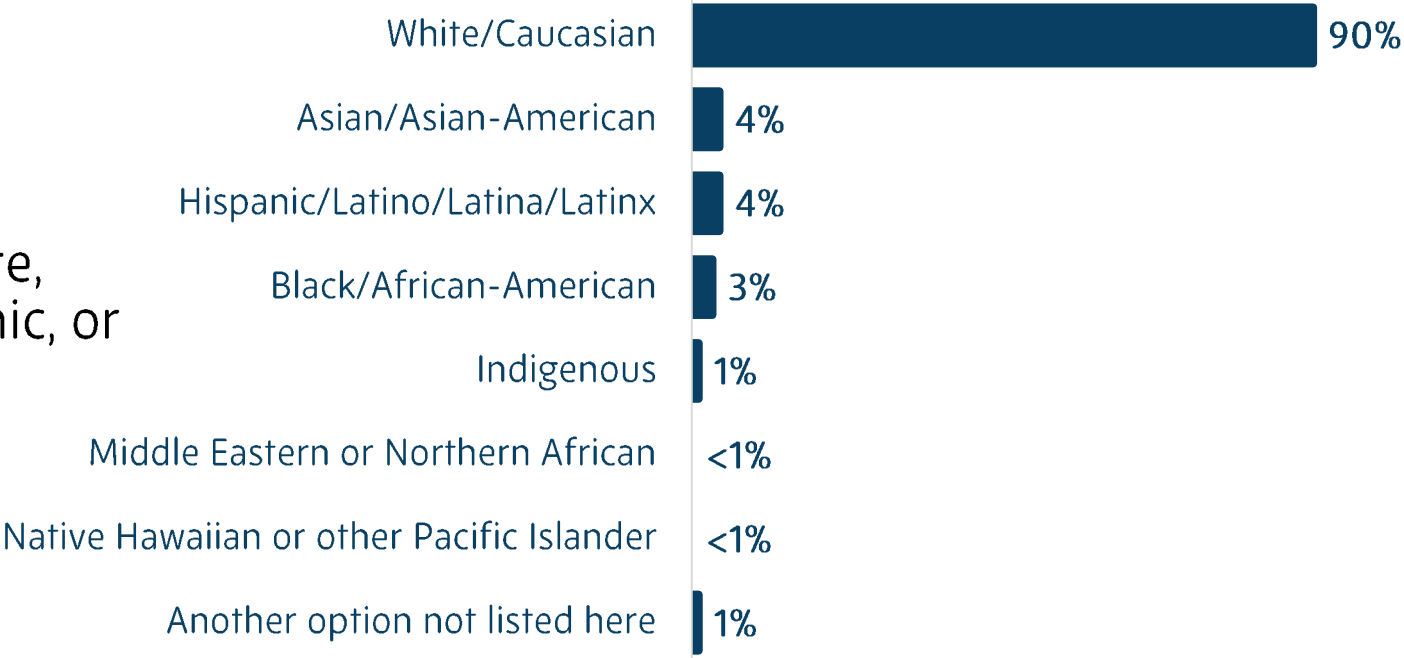 White/Caucasian 90%
Asian/Asian-American 4%
Hispanic/Latino/Latina/Latinx 4%
Black/African-American 3%
or
Indigenous 1%
Middle Eastern or Northern African <1%
Native Hawaiian or other Pacific Islander <1%
Another option not listed here 1%